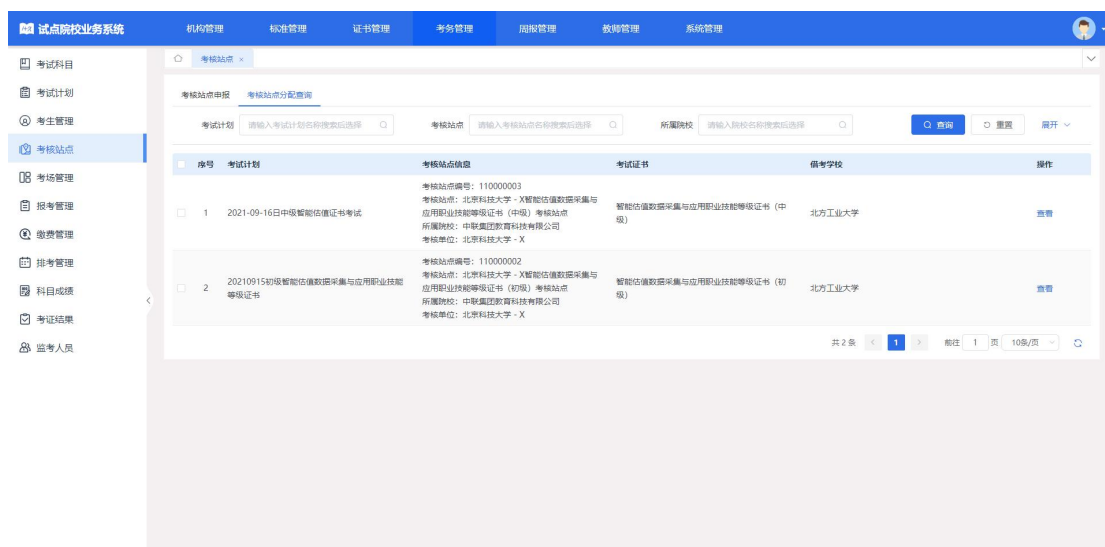 试点院校业务系统
机构管理 标准管理 证书管理 考务管理 周报管理 教师管理 系统管理
考试科目
考试计划
考生管理
考核站点
考场管理
报考管理
缴费管理
排考管理
科目成绩
考证结果
监考人员
考核站点 ×
考核站点申报 考核站点分配查询
考试计划 请输入考试计划名称搜索后选择 考核站点 请输入考核站点名称搜索后选择 所属院校 请输入院校名称搜索后选择 查询 重置 展开
序号 考试计划 考核站点信息 考试证书 借考学校 操作
1 2021-09-16日中级智能估值证书考试
考核站点编号：110000003
考核站点：北京科技大学 - X智能估值数据采集与
应用职业技能等级证书（中级）考核站点
所属院校：中联集团教育科技有限公司
考核单位：北京科技大学 - X
智能估值数据采集与应用职业技能等级证书（中
级）
北方工业大学
查看
2 20210915初级智能估值数据采集与应用职业技能
等级证书
考核站点编号：110000002
考核站点：北京科技大学 - X智能估值数据采集与
应用职业技能等级证书（初级）考核站点
所属院校：中联集团教育科技有限公司
考核单位：北京科技大学 - X
智能估值数据采集与应用职业技能等级证书（初
级）
北方工业大学
查看
共 2 条 < 1 > 前往 1 页 10条/页